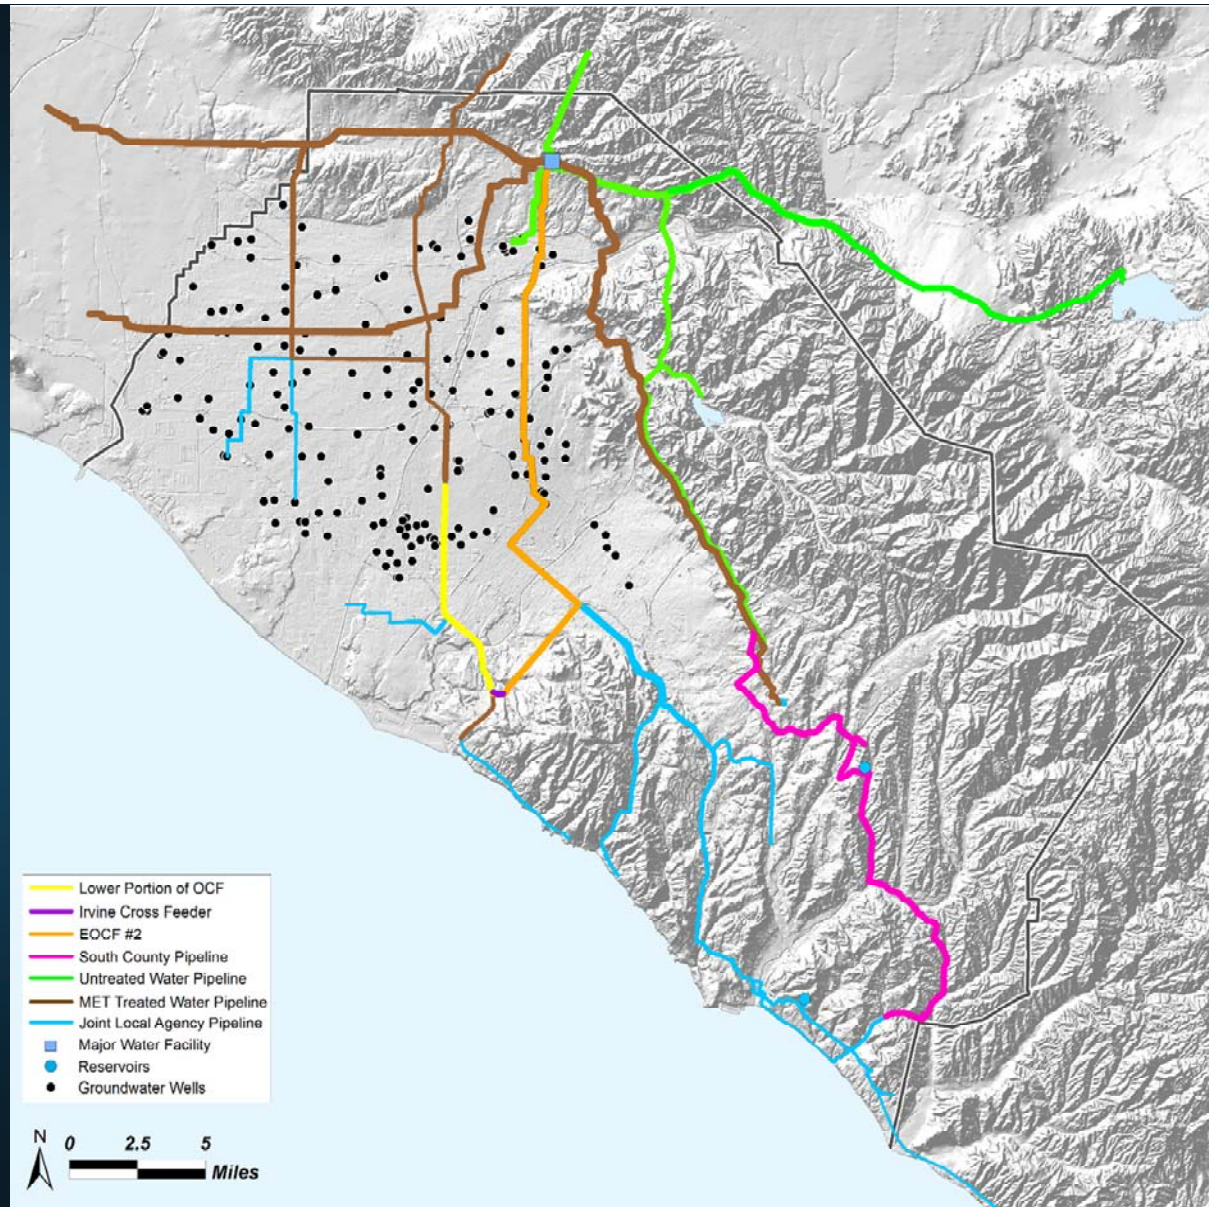 Lower Portion of OCF
Irvine Cross Feeder
EOCF #2
South County Pipeline
Untreated Water Pipeline
MET Treated Water Pipeline
Joint Local Agency Pipeline
Major Water Facility
Reservoirs
Groundwater Wells
N
0 2.5 5
Miles